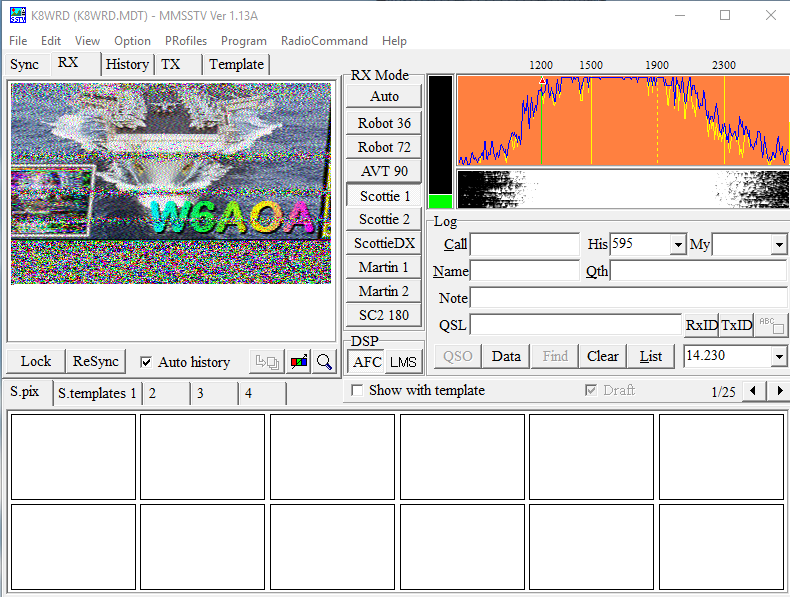 K8WRD (K8WRD.MDT) - MMSSTV Ver 1.13A
File Edit View Option PRofiles Program RadioCommand Help
Sync RX History TX Template
RX Mode
Auto
Robot 36
Robot 72
AVT 90
Scottie 1
Scottie 2
ScottieDX
Martin 1
Martin 2
SC2 180
DSP
AFC LMS
W6AOA
1200 1500 1900 2300
Log
Call His 595 My
Name Qth
Note
QSL RxID TxID ABC
QSO Data Find Clear List 14.230
Lock ReSync Auto history
Show with template Draft 1/25
S.pix S.templates 1 2 3 4